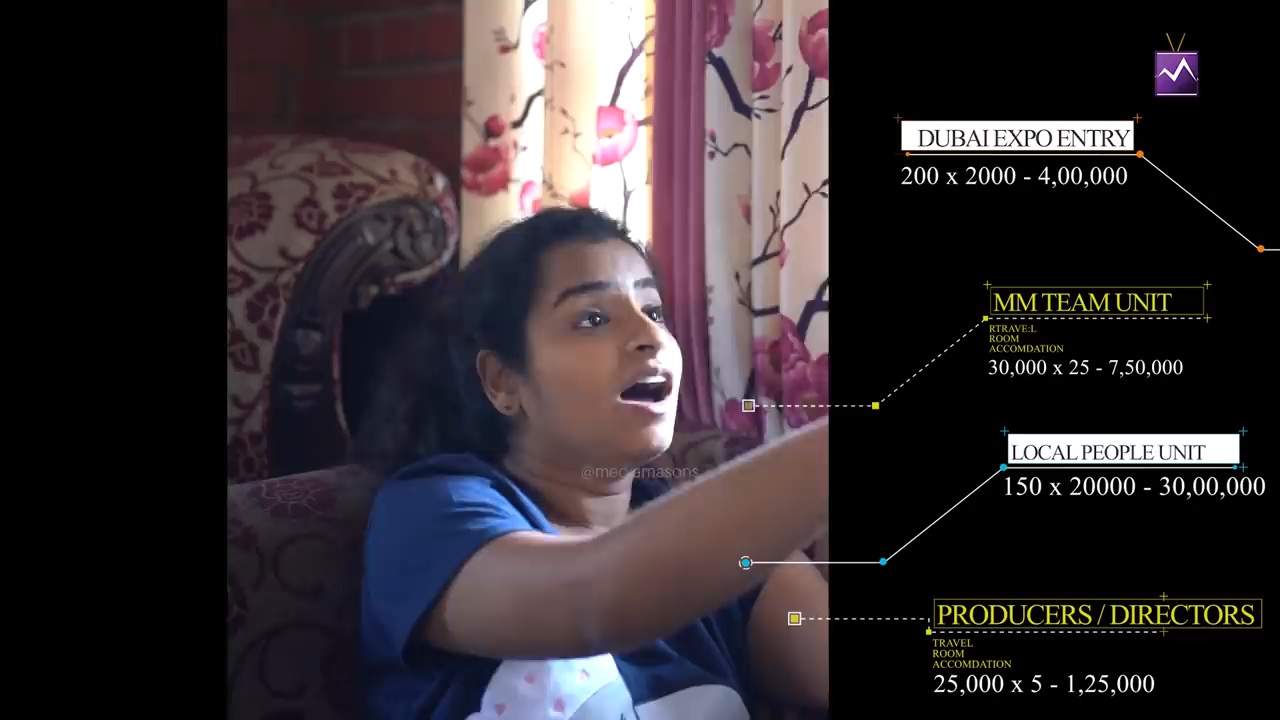 DUBAI EXPO ENTRY
200 x 2000 - 4,00,000
MM TEAM UNIT
RTRAVE:L
ROOM
ACCOMDATION
30,000 x 25 - 7,50,000
@mediamasons
LOCAL PEOPLE UNIT
150 x 20000 - 30,00,000
PRODUCERS / DIRECTORS
TRAVEL
ROOM
ACCOMDATION
25,000 x 5 - 1,25,000